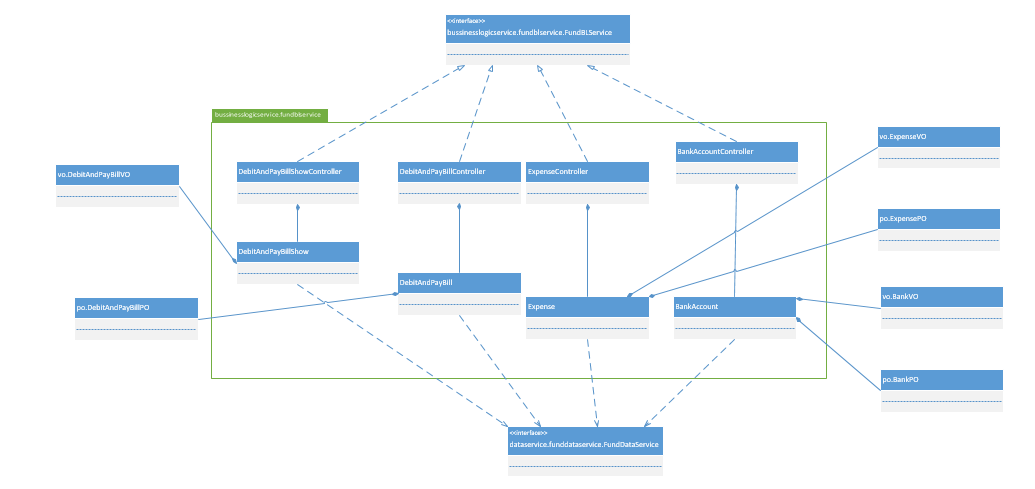 <<interface>>
bussinesslogicservice.fundblservice.FundBLService
bussinesslogicservice.fundblservice
vo.ExpenseVO
BankAccountController
vo.DebitAndPayBillVO
DebitAndPayBillShowController
DebitAndPayBillController
ExpenseController
po.ExpensePO
DebitAndPayBillShow
DebitAndPayBill
vo.BankVO
po.DebitAndPayBillPO
Expense
BankAccount
po.BankPO
<<interface>>
dataservice.funddataservice.FundDataService